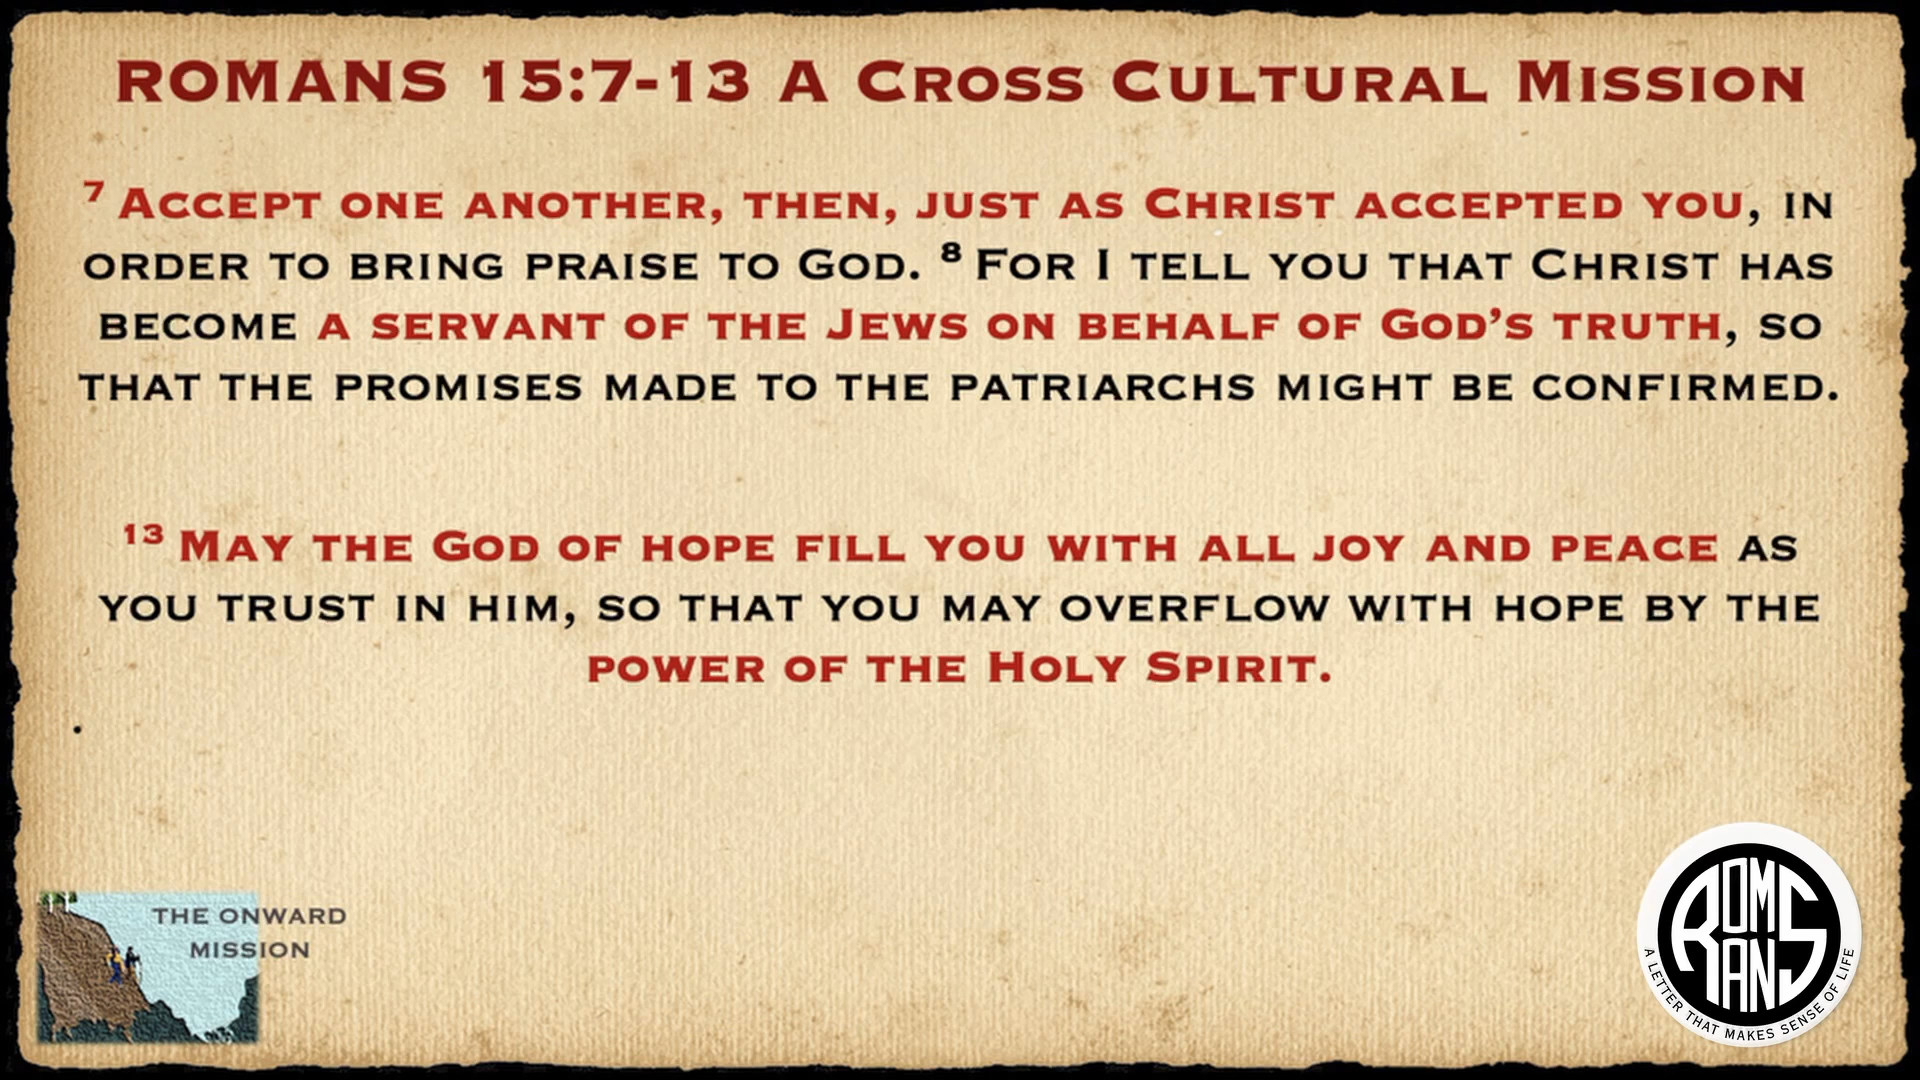 ROMANS 15:7-13 A Cross Cultural Mission
⁷ Accept one another, then, just as Christ accepted you, in
order to bring praise to God. ⁸ For I tell you that Christ has
become a servant of the Jews on behalf of God’s truth, so
that the promises made to the patriarchs might be confirmed.
¹³ May the God of hope fill you with all joy and peace as
you trust in him, so that you may overflow with hope by the
power of the Holy Spirit.
.
THE ONWARD
MISSION
ROMANS
A LETTER THAT MAKES SENSE OF LIFE